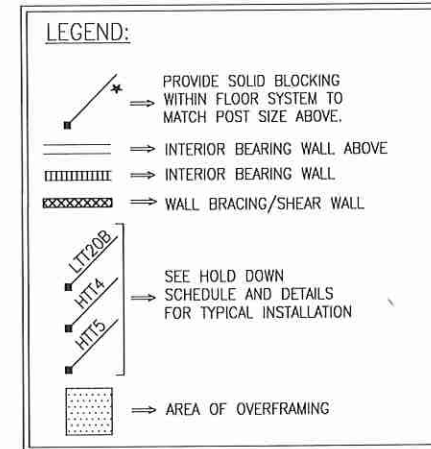 LEGEND:
PROVIDE SOLID BLOCKING
WITHIN FLOOR SYSTEM TO
MATCH POST SIZE ABOVE.
INTERIOR BEARING WALL ABOVE
INTERIOR BEARING WALL
WALL BRACING/SHEAR WALL
LTT20B
HTT4
HTT5
SEE HOLD DOWN
SCHEDULE AND DETAILS
FOR TYPICAL INSTALLATION
AREA OF OVERFRAMING